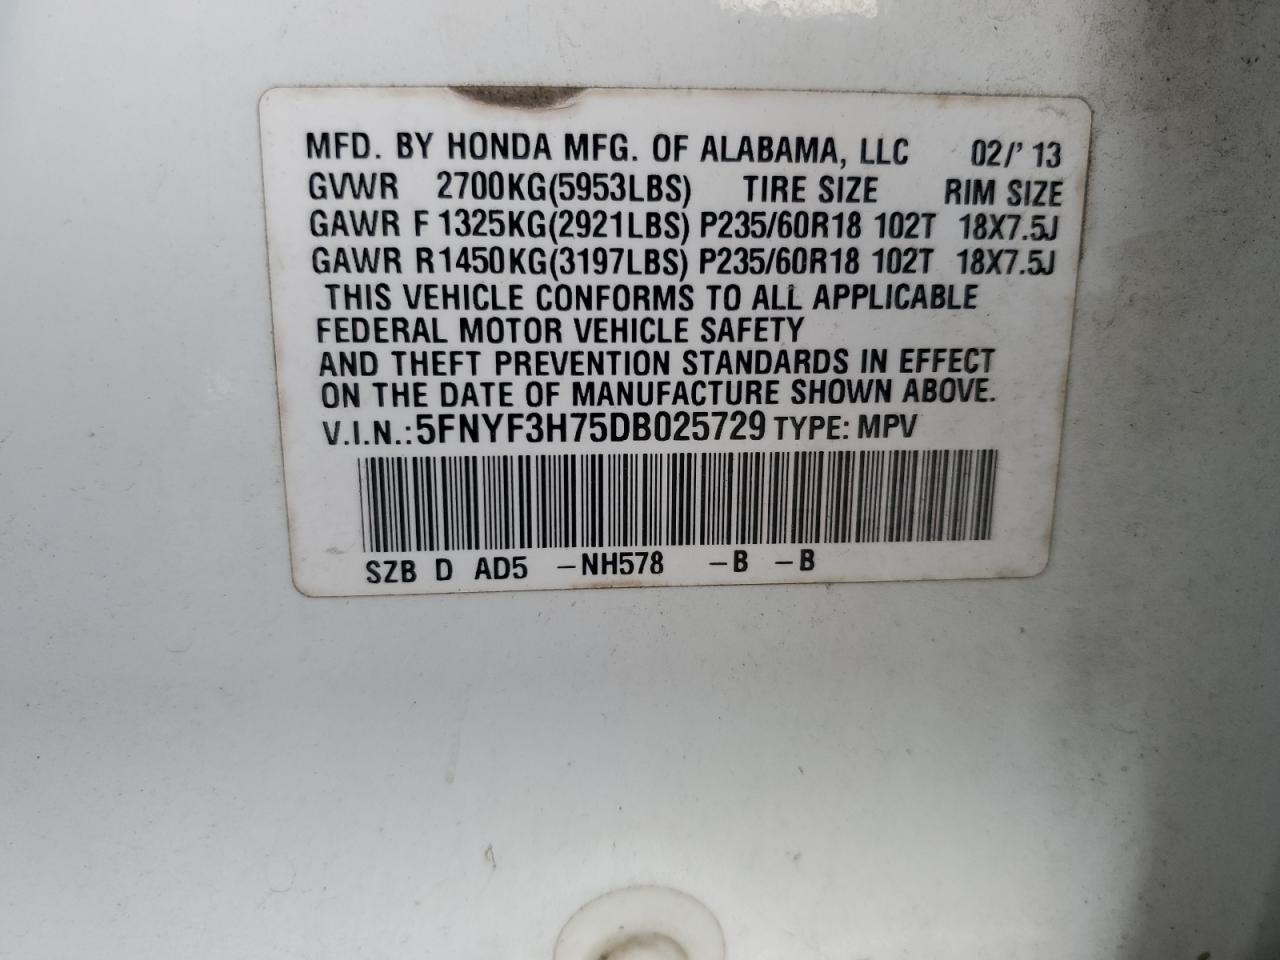 MFD. BY HONDA MFG. OF ALABAMA, LLC 02/'13
GVWR 2700KG(5953LBS) TIRE SIZE RIM SIZE
GAWR F 1325KG(2921LBS) P235/60R18 102T 18X7.5J
GAWR R1450KG(3197LBS) P235/60R18 102T 18X7.5J
THIS VEHICLE CONFORMS TO ALL APPLICABLE
FEDERAL MOTOR VEHICLE SAFETY
AND THEFT PREVENTION STANDARDS IN EFFECT
ON THE DATE OF MANUFACTURE SHOWN ABOVE.
V.I.N.:5FNYF3H75DB025729 TYPE: MPV
SZB D AD5 -NH578 -B -B